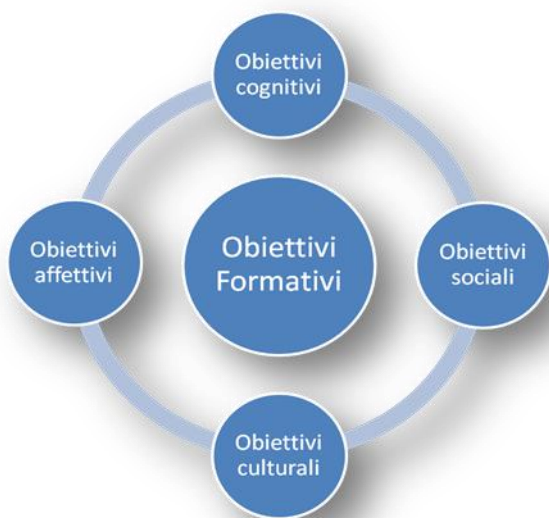 Obiettivi
cognitivi
Obiettivi
affettivi
Obiettivi
Formativi
Obiettivi
sociali
Obiettivi
culturali